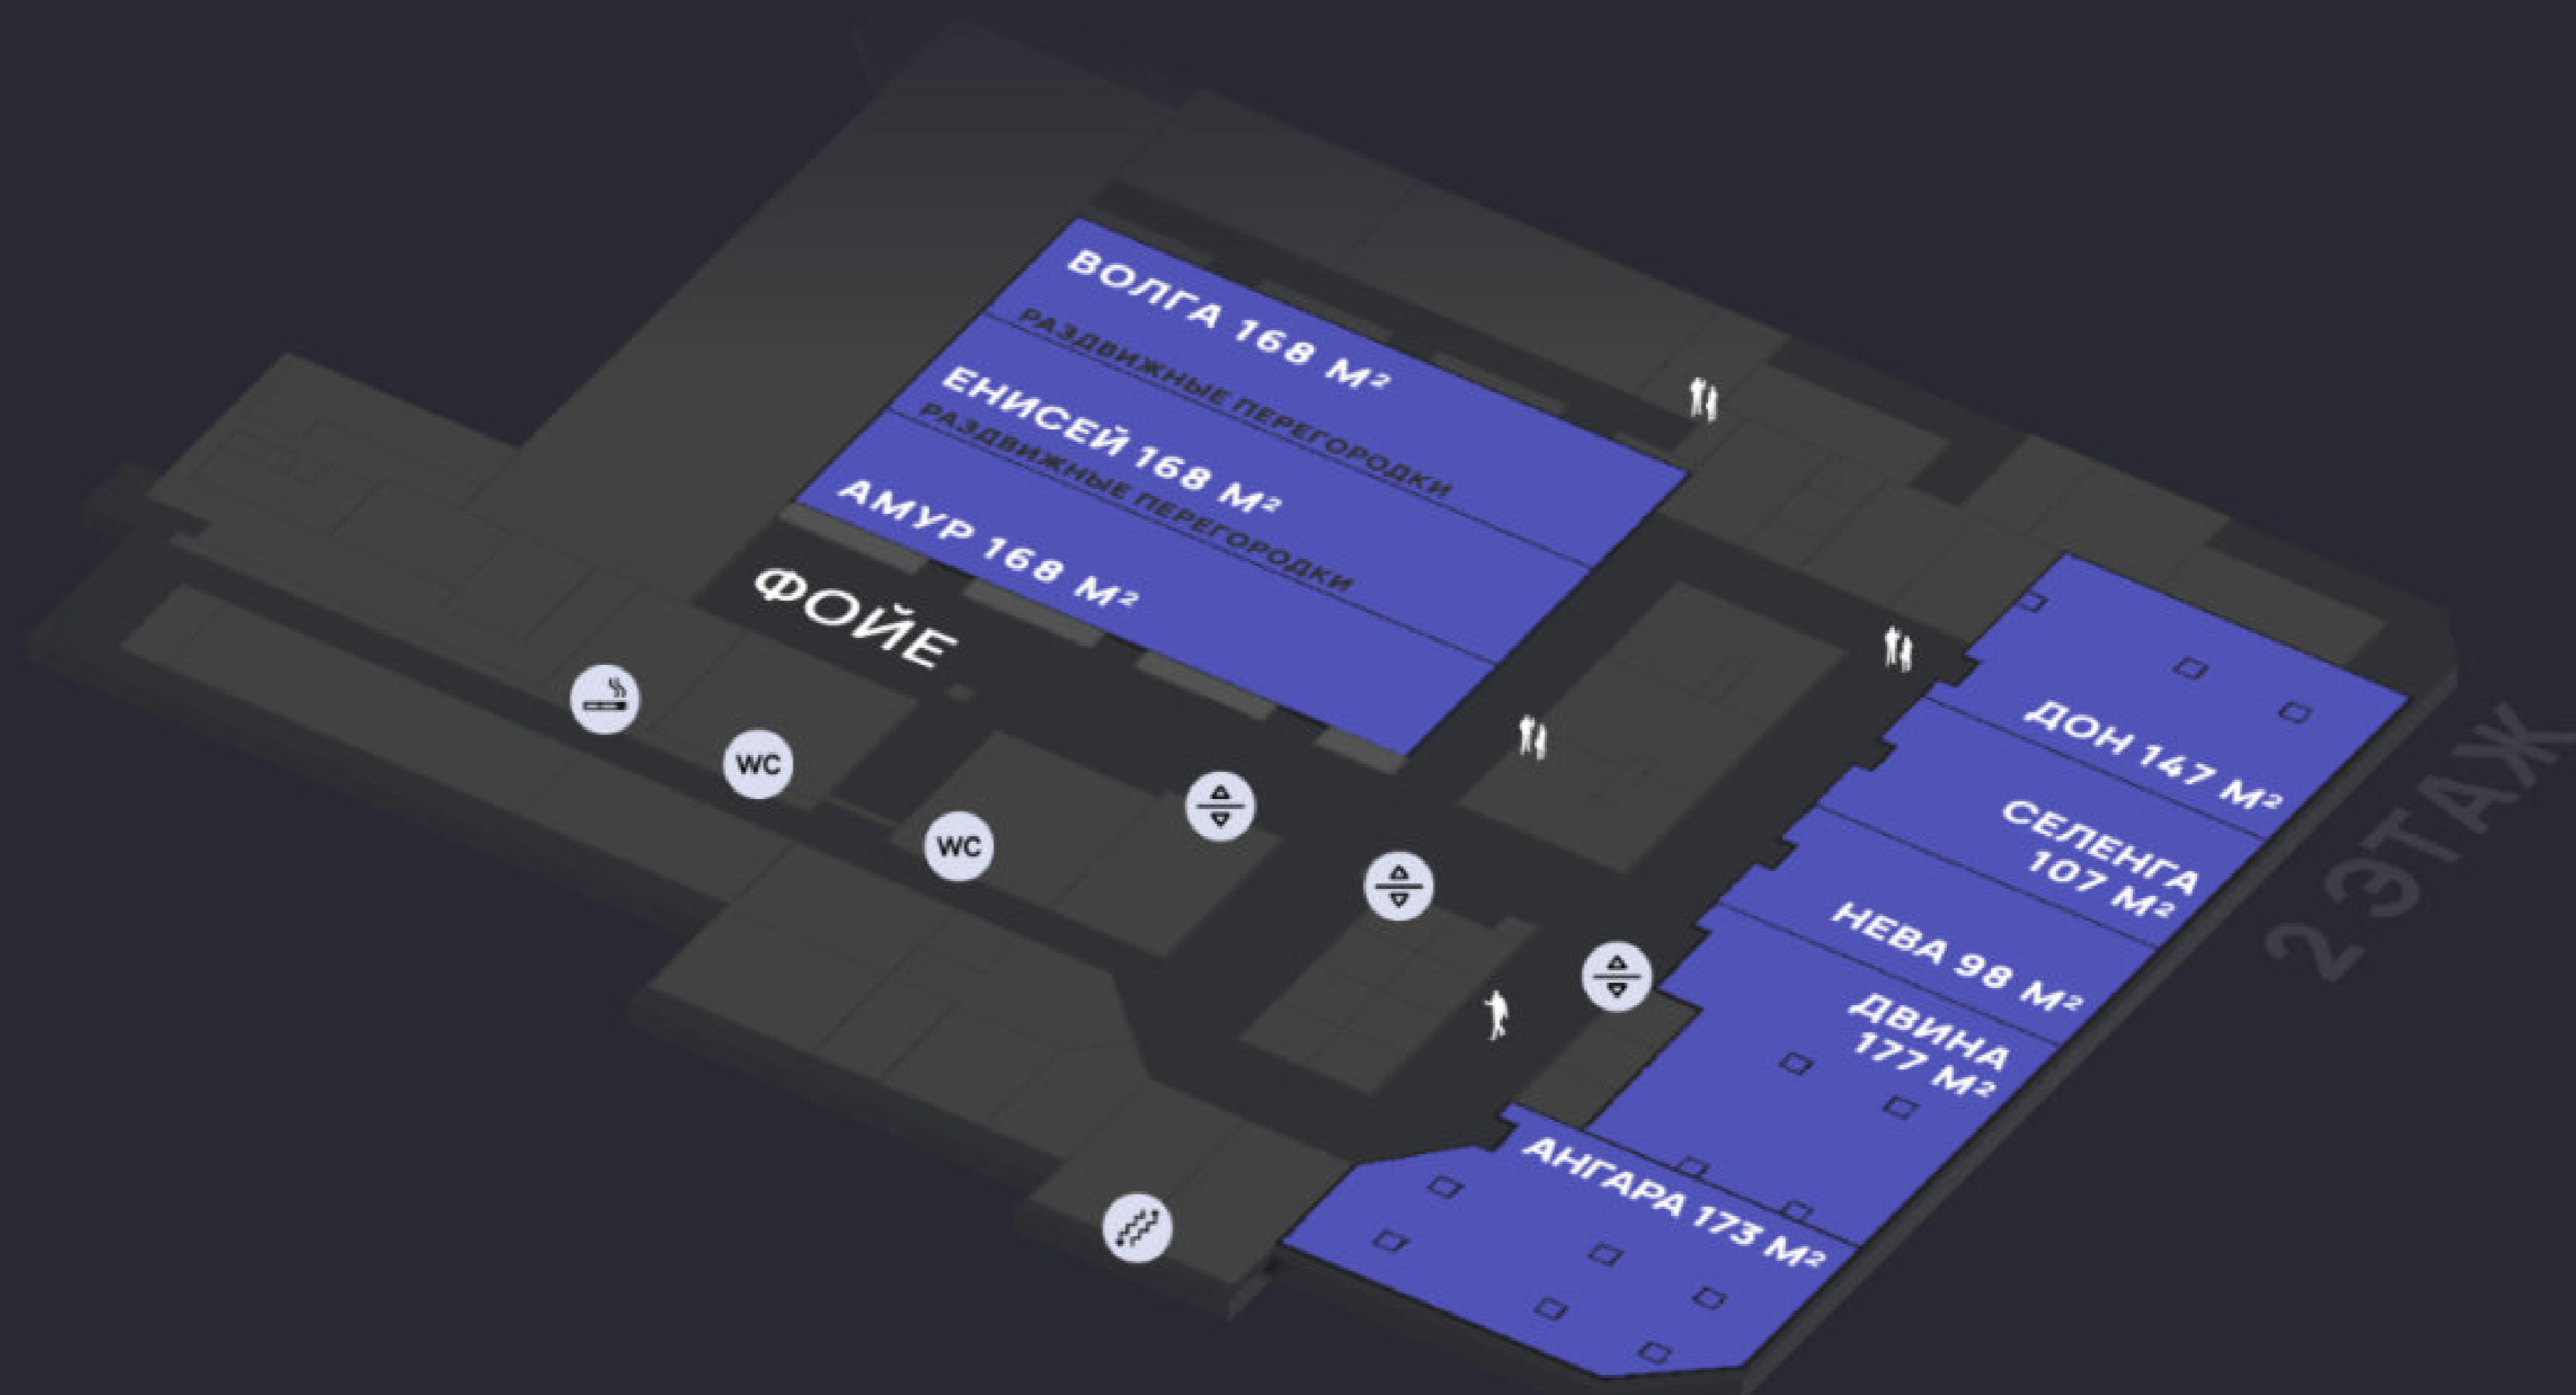 ВОЛГА 168 М²
РАЗДВИЖНЫЕ ПЕРЕГОРОДКИ
ЕНИСЕЙ 168 М²
РАЗДВИЖНЫЕ ПЕРЕГОРОДКИ
АМУР 168 М²
ФОЙЕ
WC
WC
ДОН 147 М²
СЕЛЕНГА
107 М²
НЕВА 98 М²
ДВИНА
177 М²
АНГАРА 173 М²
2 ЭТАЖ